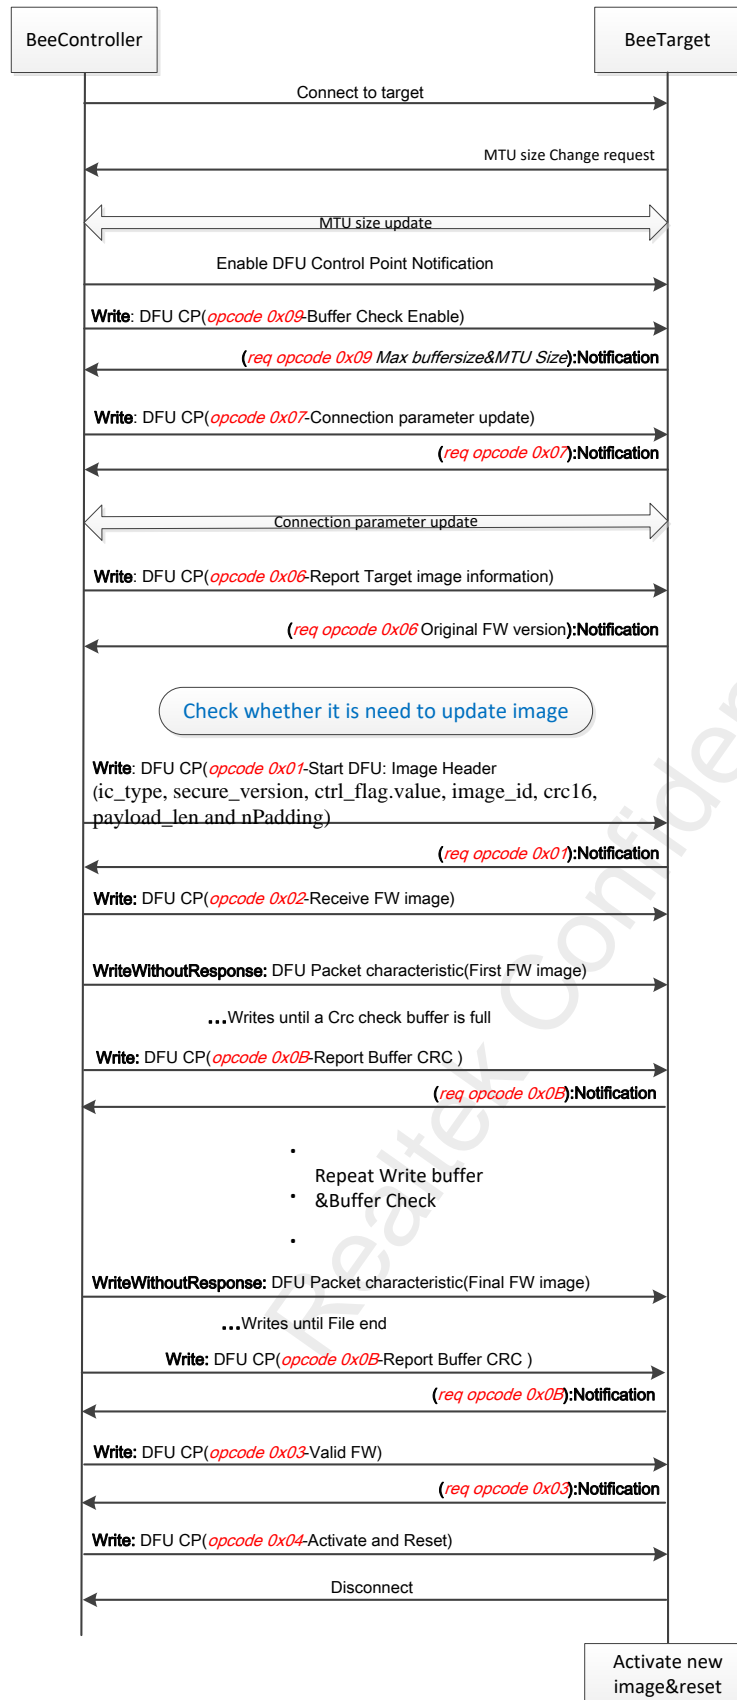 BeeController
BeeTarget
Connect to target
MTU size Change request
MTU size update
Enable DFU Control Point Notification
Write: DFU CP(opcode 0x09-Buffer Check Enable)
(req opcode 0x09 Max buffersize&MTU Size):Notification
Write: DFU CP(opcode 0x07-Connection parameter update)
(req opcode 0x07):Notification
Connection parameter update
Write: DFU CP(opcode 0x06-Report Target image information)
(req opcode 0x06 Original FW version):Notification
Check whether it is need to update image
Write: DFU CP(opcode 0x01-Start DFU: Image Header
(ic_type, secure_version, ctrl_flag.value, image_id, crc16,
payload_len and nPadding)
(req opcode 0x01):Notification
Write: DFU CP(opcode 0x02-Receive FW image)
WriteWithoutResponse: DFU Packet characteristic(First FW image)
...Writes until a Crc check buffer is full
Write: DFU CP(opcode 0x0B-Report Buffer CRC )
(req opcode 0x0B):Notification
Repeat Write buffer
&Buffer Check
WriteWithoutResponse: DFU Packet characteristic(Final FW image)
...Writes until File end
Write: DFU CP(opcode 0x0B-Report Buffer CRC )
(req opcode 0x0B):Notification
Write: DFU CP(opcode 0x03-Valid FW)
(req opcode 0x03):Notification
Write: DFU CP(opcode 0x04-Activate and Reset)
Disconnect
Activate new
image&reset
Realtek Confiden